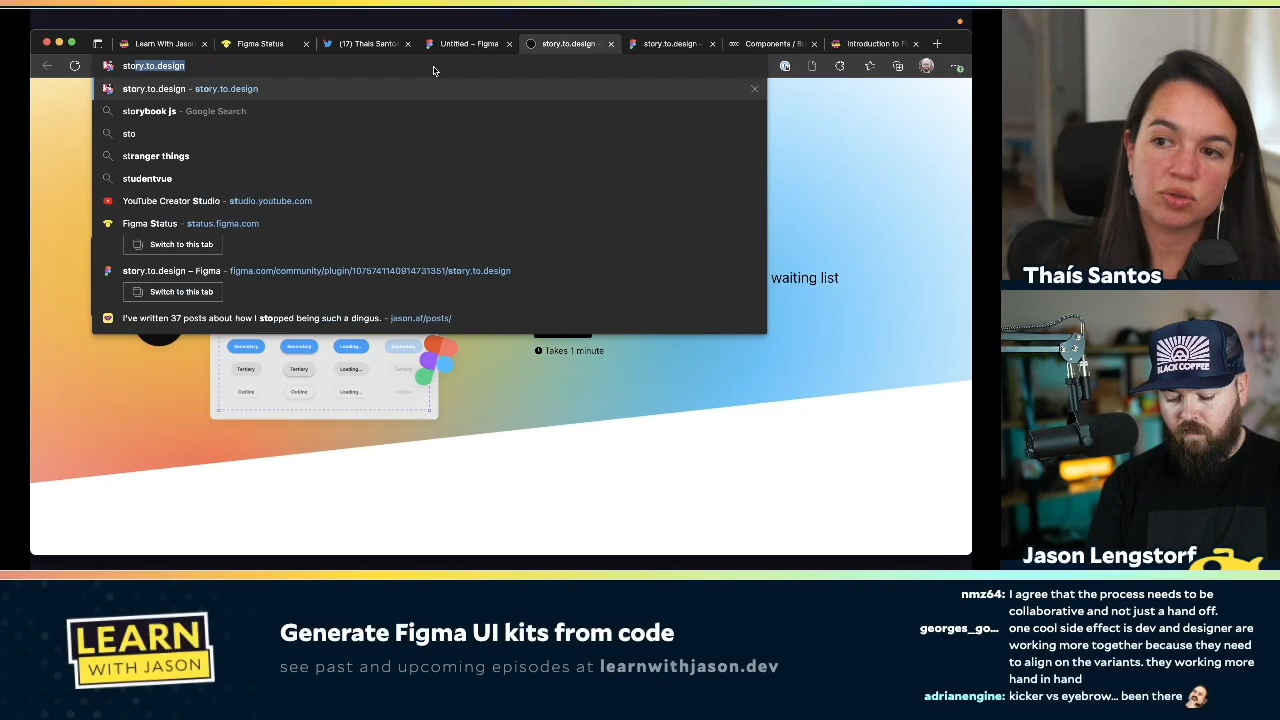 Learn With Jason
Figma Status
(17) Thaís Santos
Untitled – Figma
story.to.design
story.to.design
Components / Bu
Introduction to F
story.to.design
story.to.design - story.to.design
storybook js - Google Search
sto
stranger things
studentvue
YouTube Creator Studio - studio.youtube.com
Figma Status - status.figma.com
Switch to this tab
story.to.design – Figma - figma.com/community/plugin/1075741140914731351/story.to.design
Switch to this tab
I've written 37 posts about how I stopped being such a dingus. - jason.af/posts/
waiting list
Secondary Secondary Loading... Secondary
Tertiary Tertiary Loading...
Outline Outline Loading...
Takes 1 minute
Thaís Santos
BLACK COFFEE
Jason Lengstorf
LEARN
WITH JASON
Generate Figma UI kits from code
see past and upcoming episodes at learnwithjason.dev
nmz64: I agree that the process needs to
be
collaborative and not just a hand off.
georges_go... one cool side effect is dev and designer are
working more together because they need
to align on the variants. they working more
hand in hand
adrianengine: kicker vs eyebrow... been there